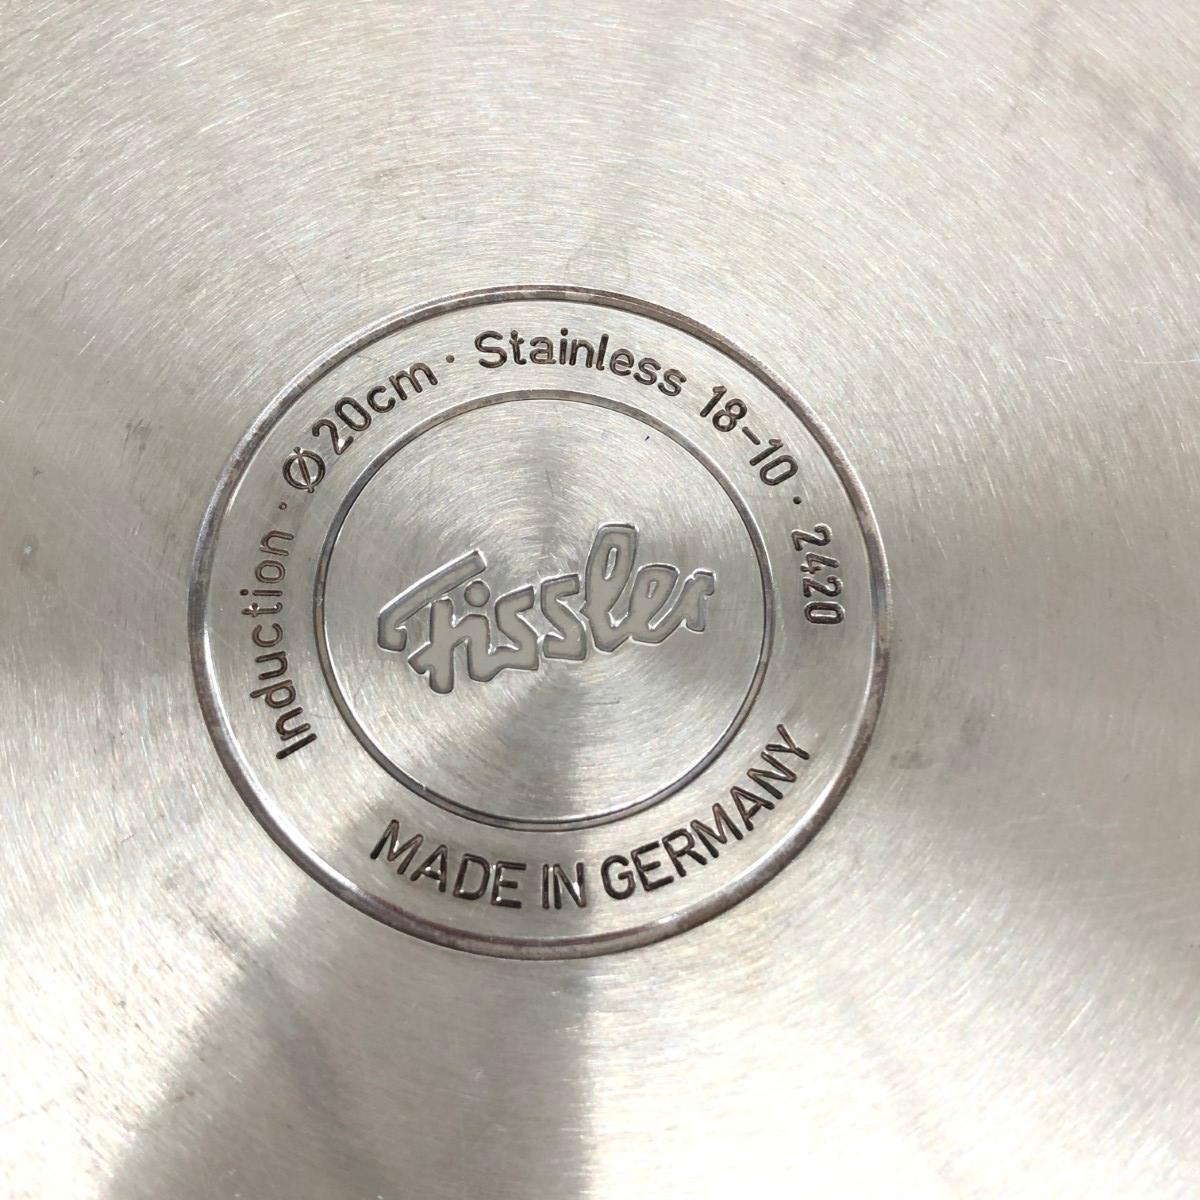 Induction · Ø 20cm · Stainless 18-10 · 2420
Fissler
MADE IN GERMANY